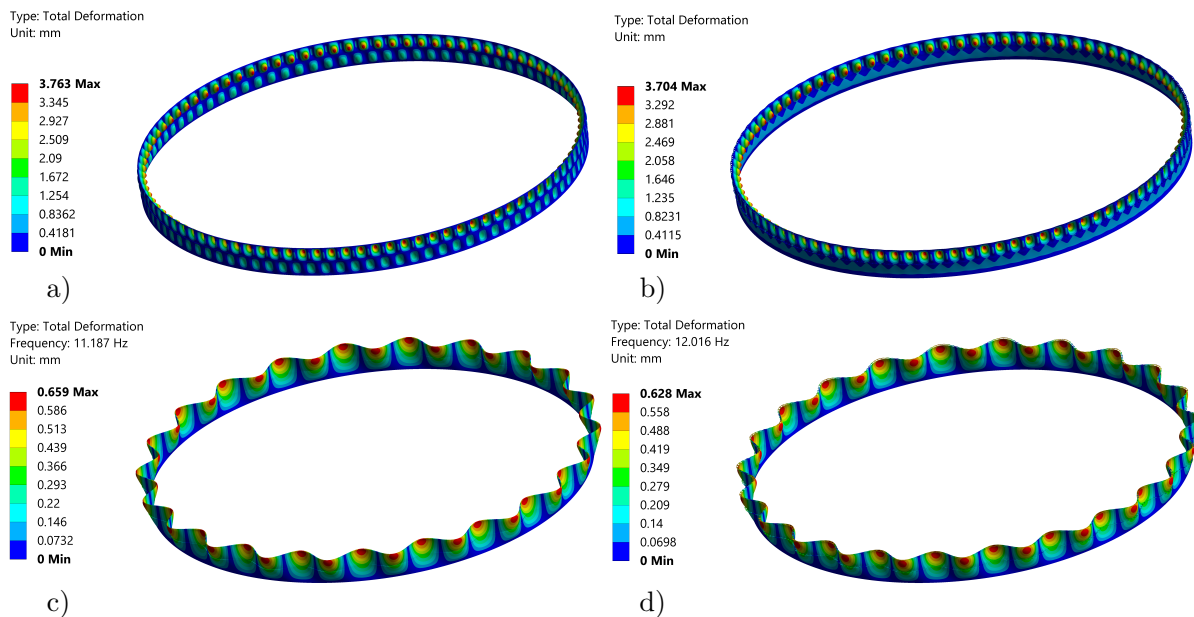 Type: Total Deformation
Unit: mm
3.763 Max
3.345
2.927
2.509
2.09
1.672
1.254
0.8362
0.4181
0 Min
a)
Type: Total Deformation
Unit: mm
3.704 Max
3.292
2.881
2.469
2.058
1.646
1.235
0.8231
0.4115
0 Min
b)
Type: Total Deformation
Frequency: 11.187 Hz
Unit: mm
0.659 Max
0.586
0.513
0.439
0.366
0.293
0.22
0.146
0.0732
0 Min
c)
Type: Total Deformation
Frequency: 12.016 Hz
Unit: mm
0.628 Max
0.558
0.488
0.419
0.349
0.279
0.209
0.14
0.0698
0 Min
d)